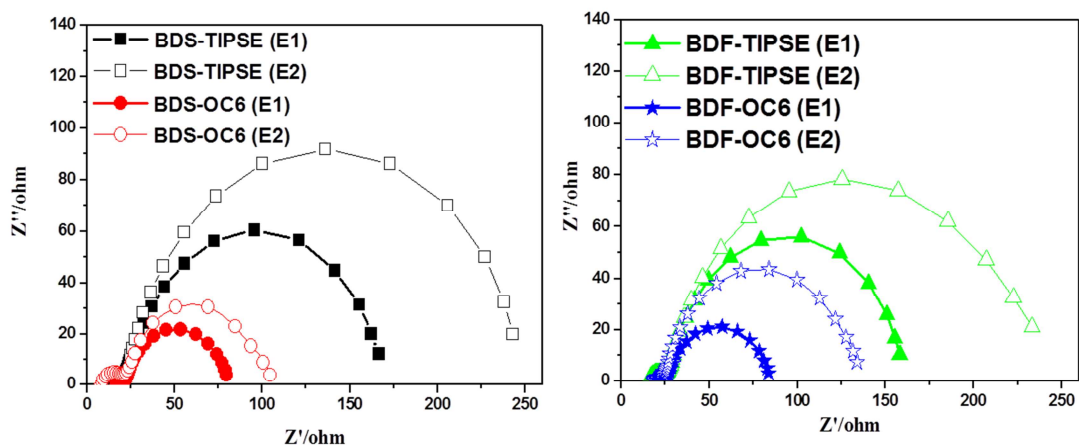 140
120
100
80
60
40
20
0
Z''/ohm
BDS-TIPSE (E1)
BDS-TIPSE (E2)
BDS-OC6 (E1)
BDS-OC6 (E2)
0 50 100 150 200 250
Z'/ohm
140
120
100
80
60
40
20
0
Z''/ohm
BDF-TIPSE (E1)
BDF-TIPSE (E2)
BDF-OC6 (E1)
BDF-OC6 (E2)
0 50 100 150 200 250
Z'/ohm